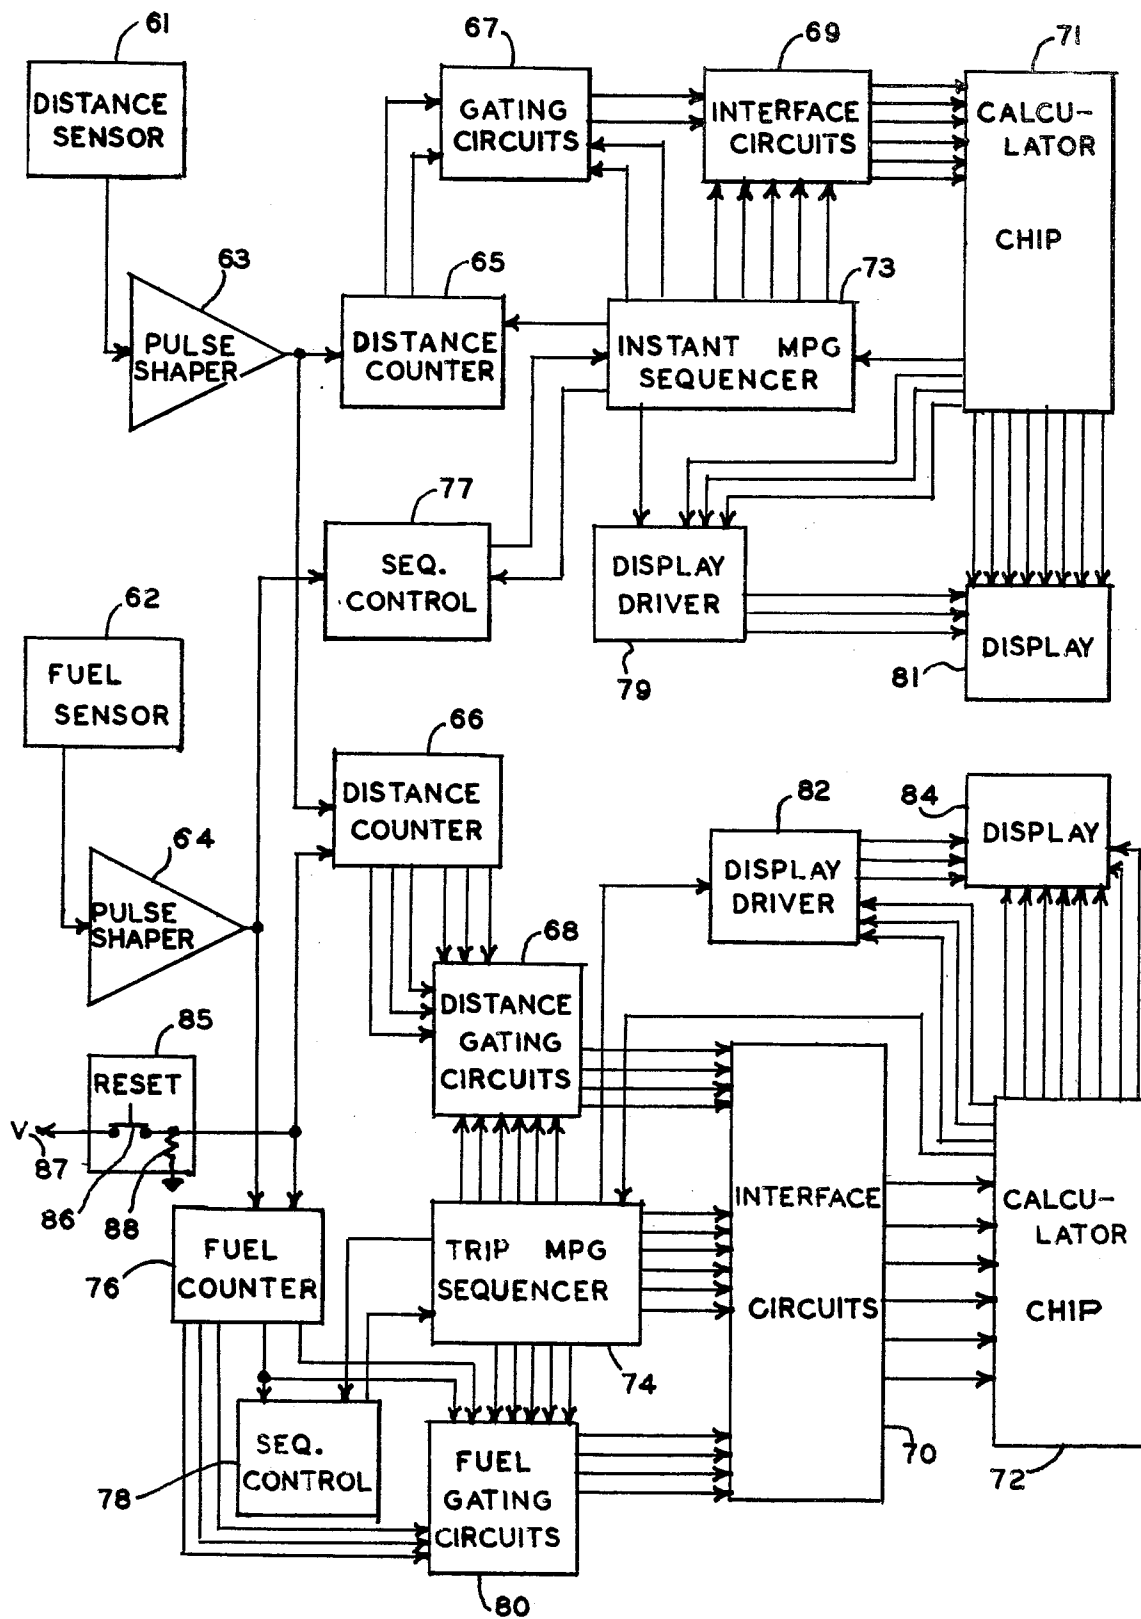 61
DISTANCE
SENSOR
67
GATING
CIRCUITS
69
INTERFACE
CIRCUITS
71
CALCU-
LATOR
CHIP
63
PULSE
SHAPER
65
DISTANCE
COUNTER
73
INSTANT MPG
SEQUENCER
77
SEQ.
CONTROL
DISPLAY
DRIVER
79
DISPLAY
81
62
FUEL
SENSOR
66
DISTANCE
COUNTER
82
DISPLAY
DRIVER
84
DISPLAY
64
PULSE
SHAPER
68
DISTANCE
GATING
CIRCUITS
85
RESET
V
87
86
88
76
FUEL
COUNTER
TRIP MPG
SEQUENCER
74
INTERFACE
CIRCUITS
70
CALCU-
LATOR
CHIP
72
SEQ.
CONTROL
78
FUEL
GATING
CIRCUITS
80